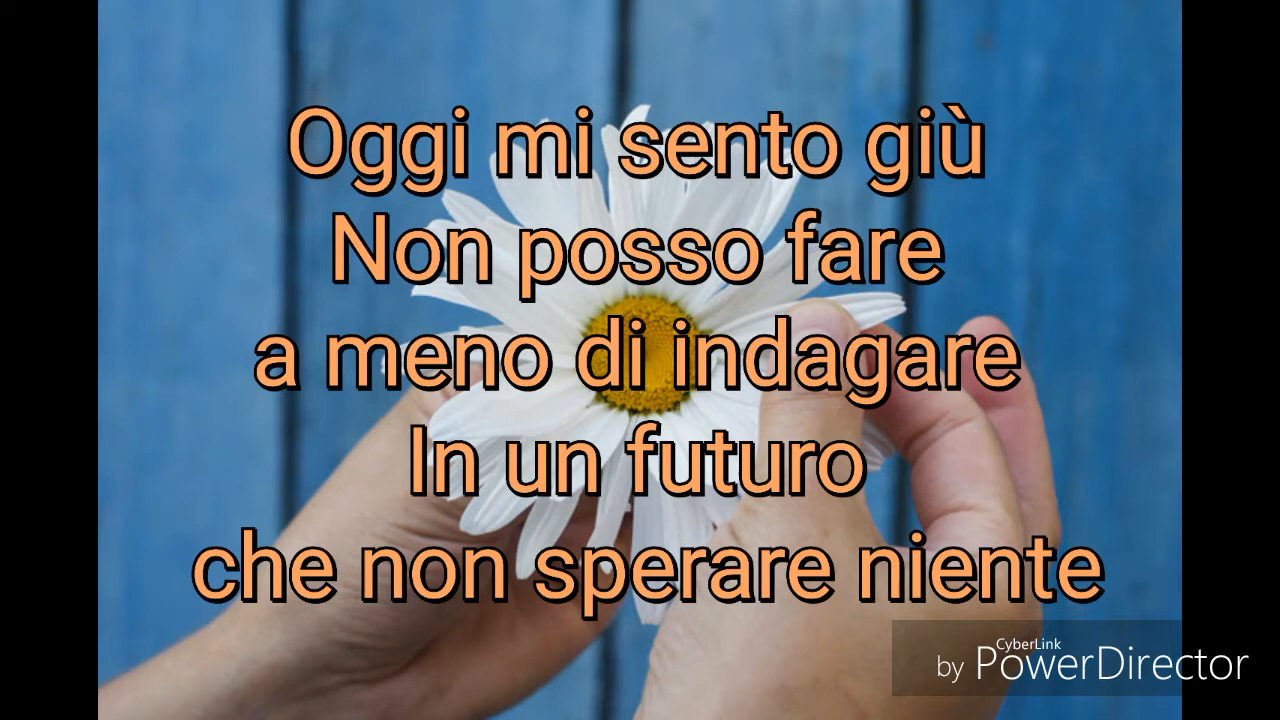 Oggi mi sento giù
Non posso fare
a meno di indagare
In un futuro
che non sperare niente
CyberLink
by PowerDirector